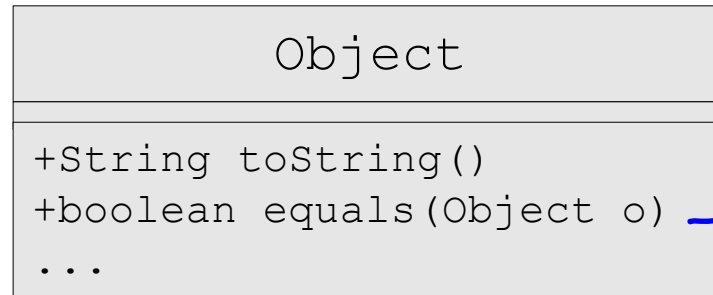 Object
+String toString()
+boolean equals(Object o)
...